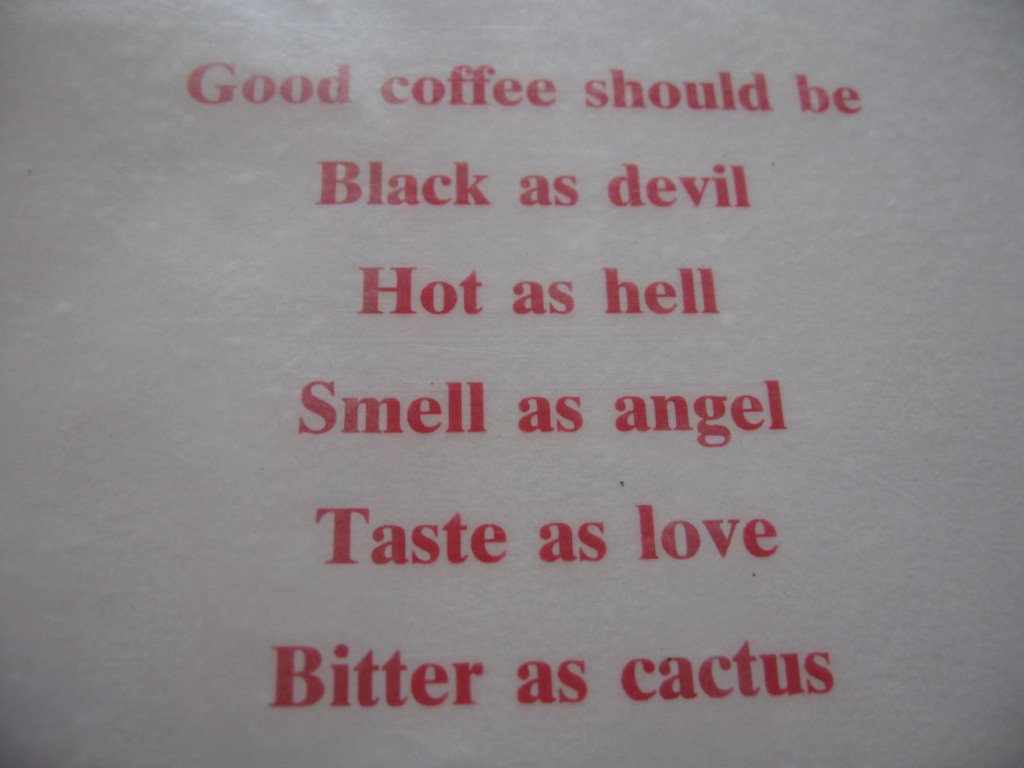 Good coffee should be
Black as devil
Hot as hell
Smell as angel
Taste as love
Bitter as cactus